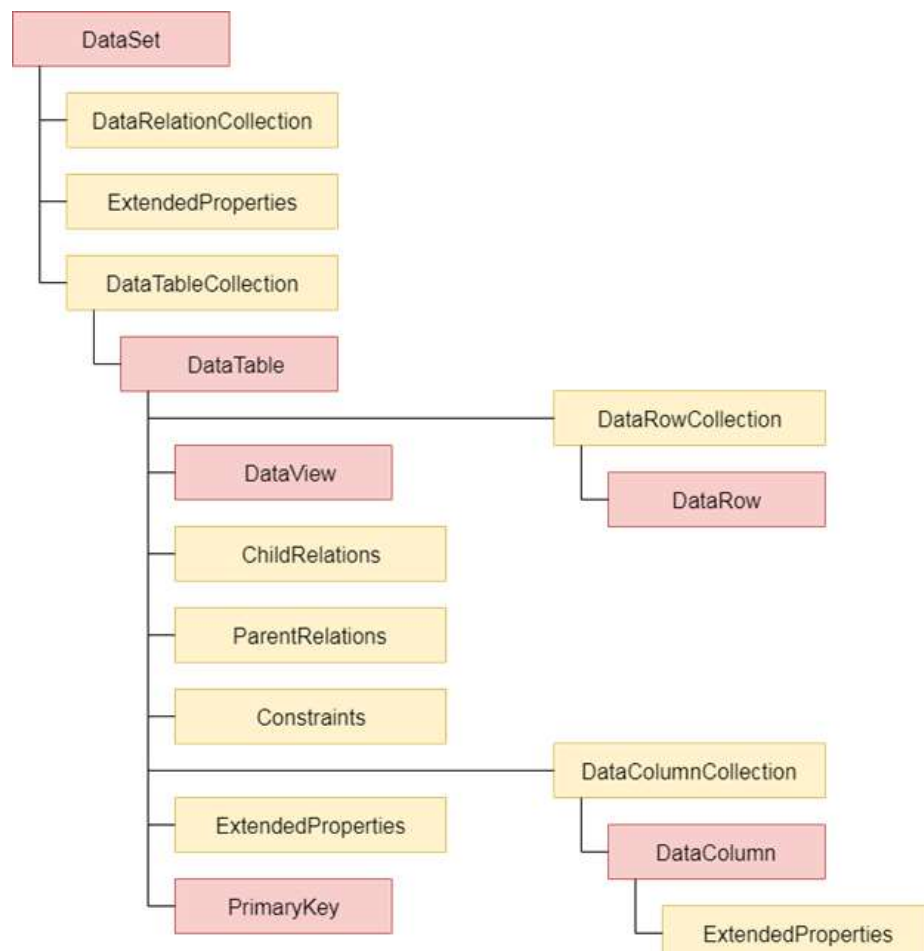 DataSet
DataRelationCollection
ExtendedProperties
DataTableCollection
DataTable
DataRowCollection
DataView
DataRow
ChildRelations
ParentRelations
Constraints
DataColumnCollection
ExtendedProperties
DataColumn
PrimaryKey
ExtendedProperties